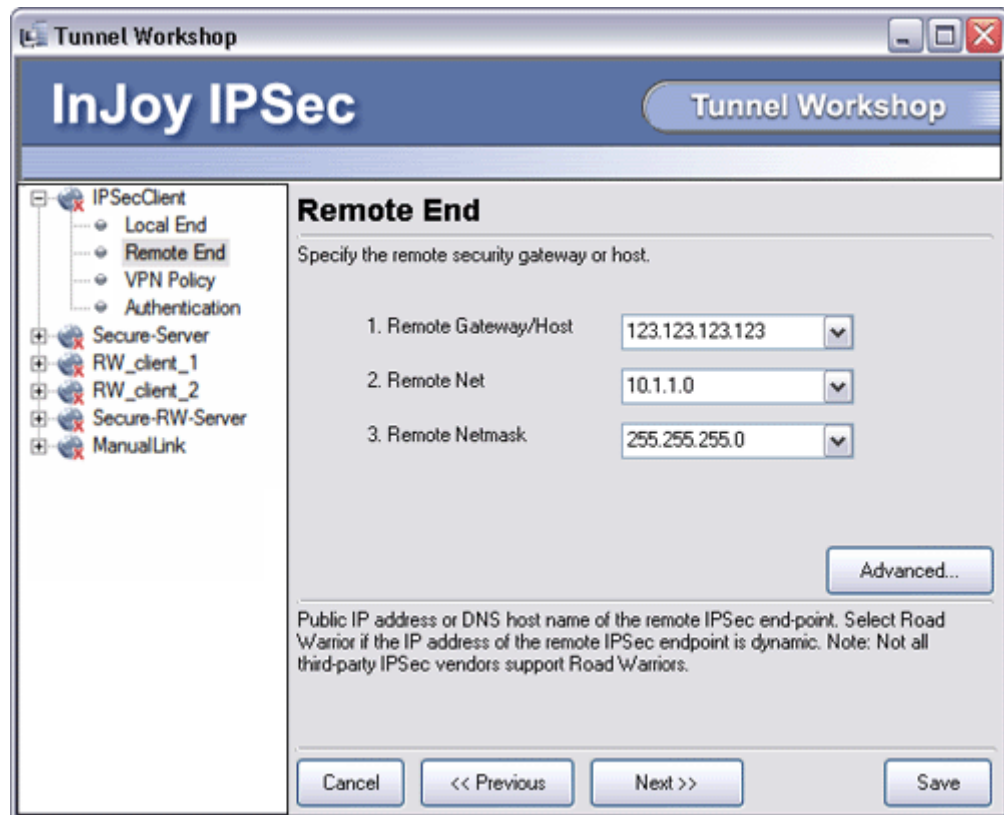 Tunnel Workshop
InJoy IPSec
Tunnel Workshop
IPSecClient
Local End
Remote End
VPN Policy
Authentication
Secure-Server
RW_client_1
RW_client_2
Secure-RW-Server
ManualLink
Remote End
Specify the remote security gateway or host.
1. Remote Gateway/Host 123.123.123.123
2. Remote Net 10.1.1.0
3. Remote Netmask 255.255.255.0
Advanced...
Public IP address or DNS host name of the remote IPSec end-point. Select Road
Warrior if the IP address of the remote IPSec endpoint is dynamic. Note: Not all
third-party IPSec vendors support Road Warriors.
Cancel << Previous Next >> Save